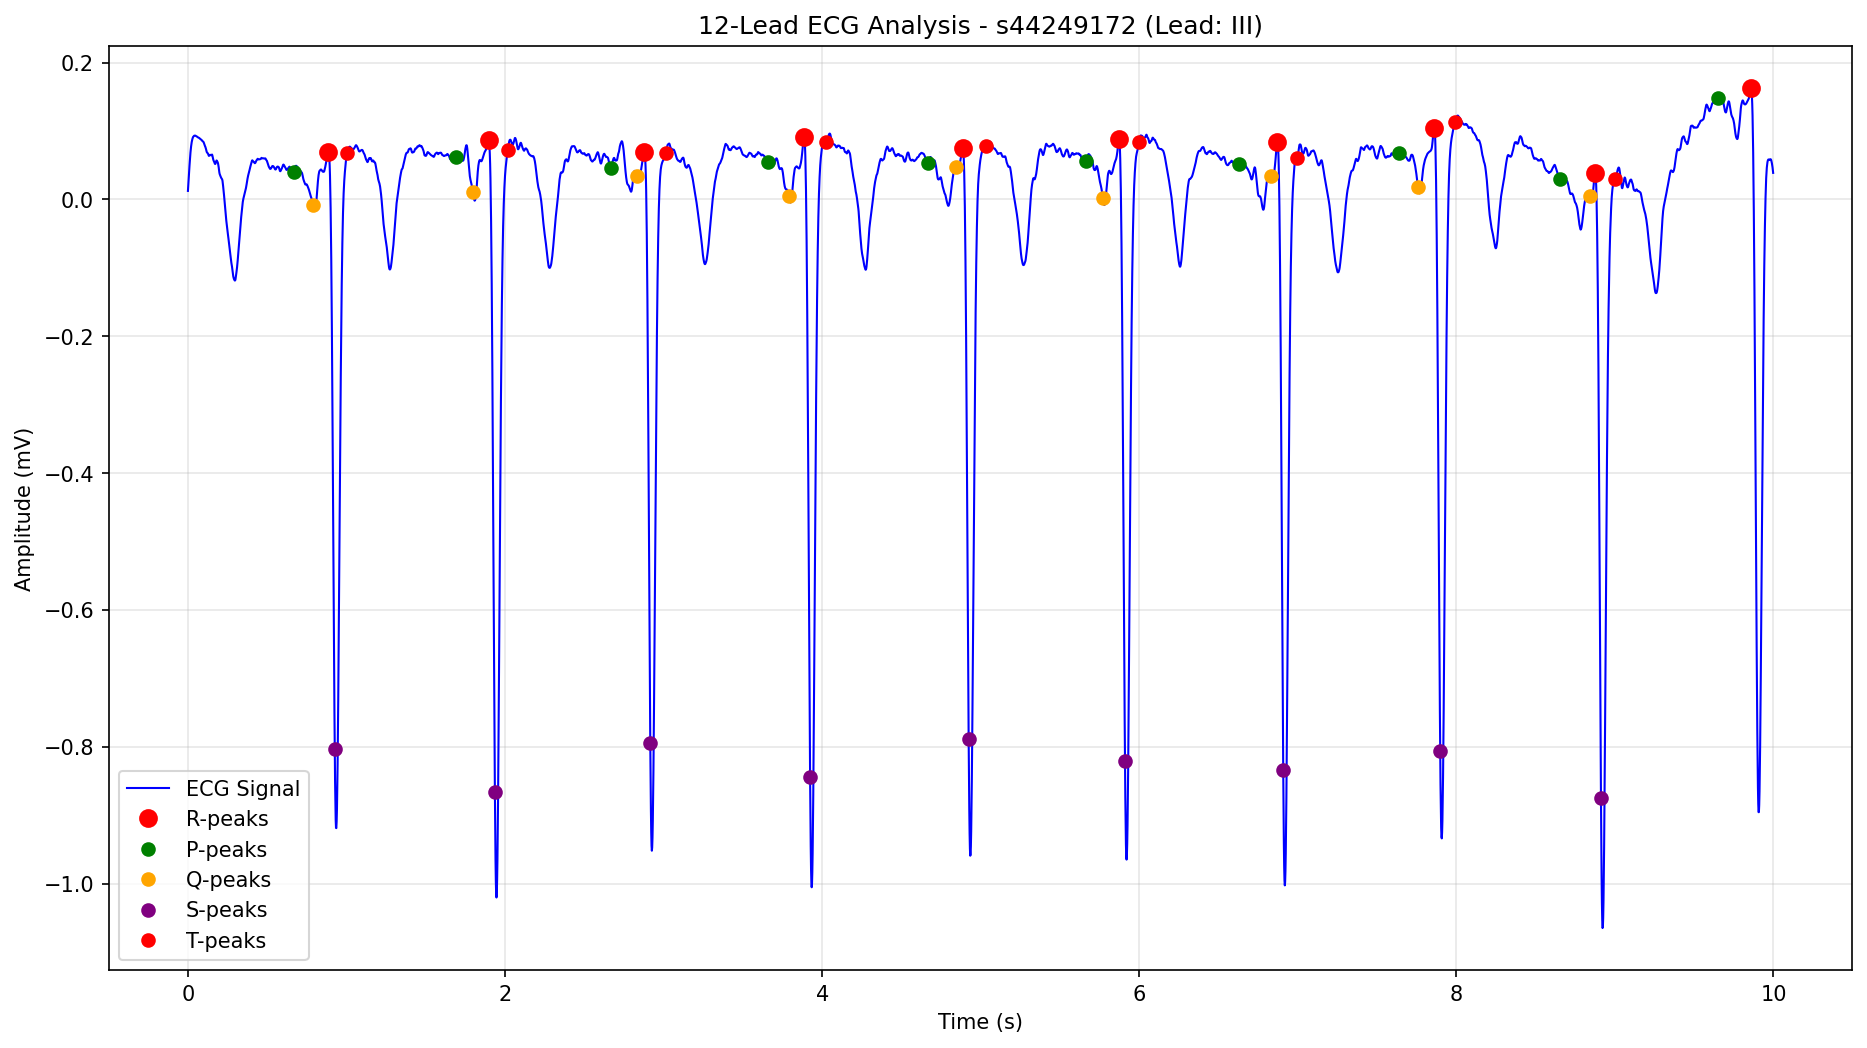 12-Lead ECG Analysis - s44249172 (Lead: III)
Amplitude (mV)
0.2
0.0
−0.2
−0.4
−0.6
−0.8
−1.0
ECG Signal
R-peaks
P-peaks
Q-peaks
S-peaks
T-peaks
0 2 4 6 8 10
Time (s)